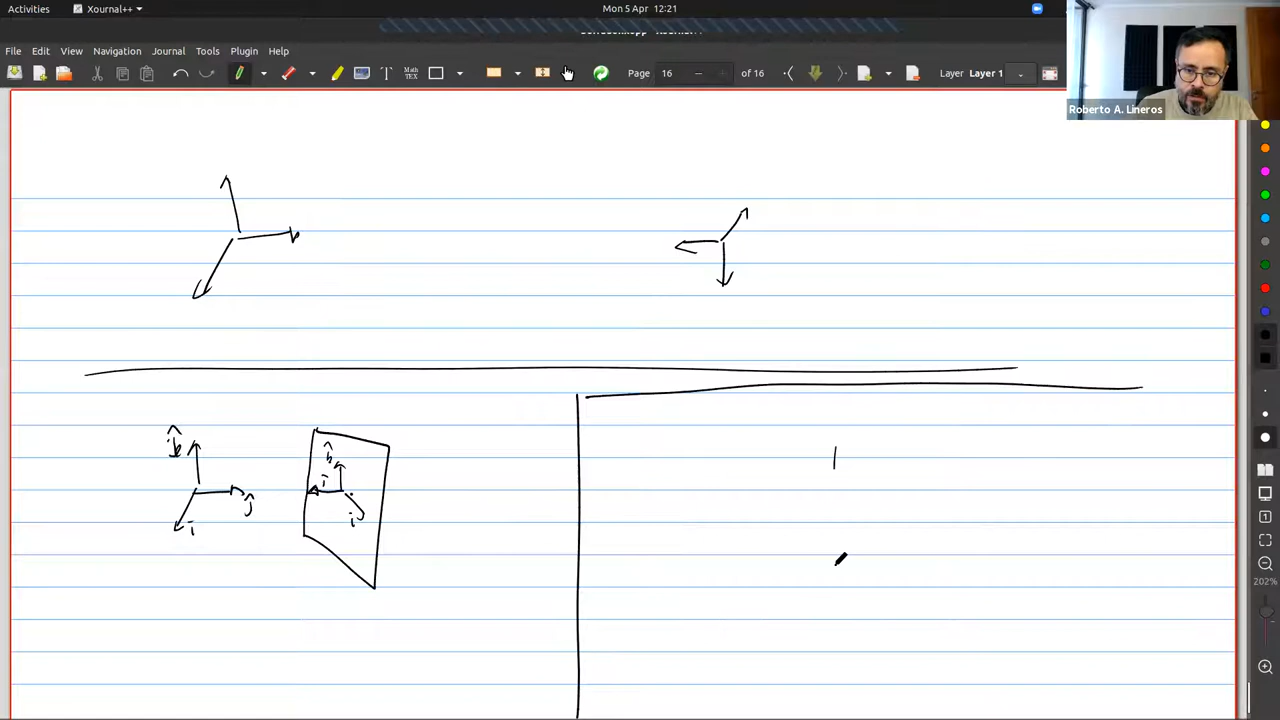 Activities Xournal++ Mon 5 Apr 12:21
File Edit View Navigation Journal Tools Plugin Help
Page 16 of 16 Layer Layer 1
Roberto A. Lineros
202%
k̂
ĵ
i
i